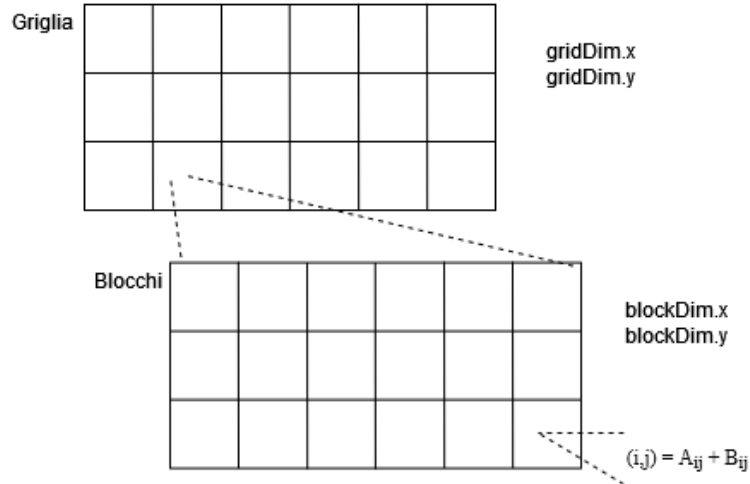 Griglia
gridDim.x
gridDim.y
Blocchi
blockDim.x
blockDim.y
(i,j) = Aij + Bij